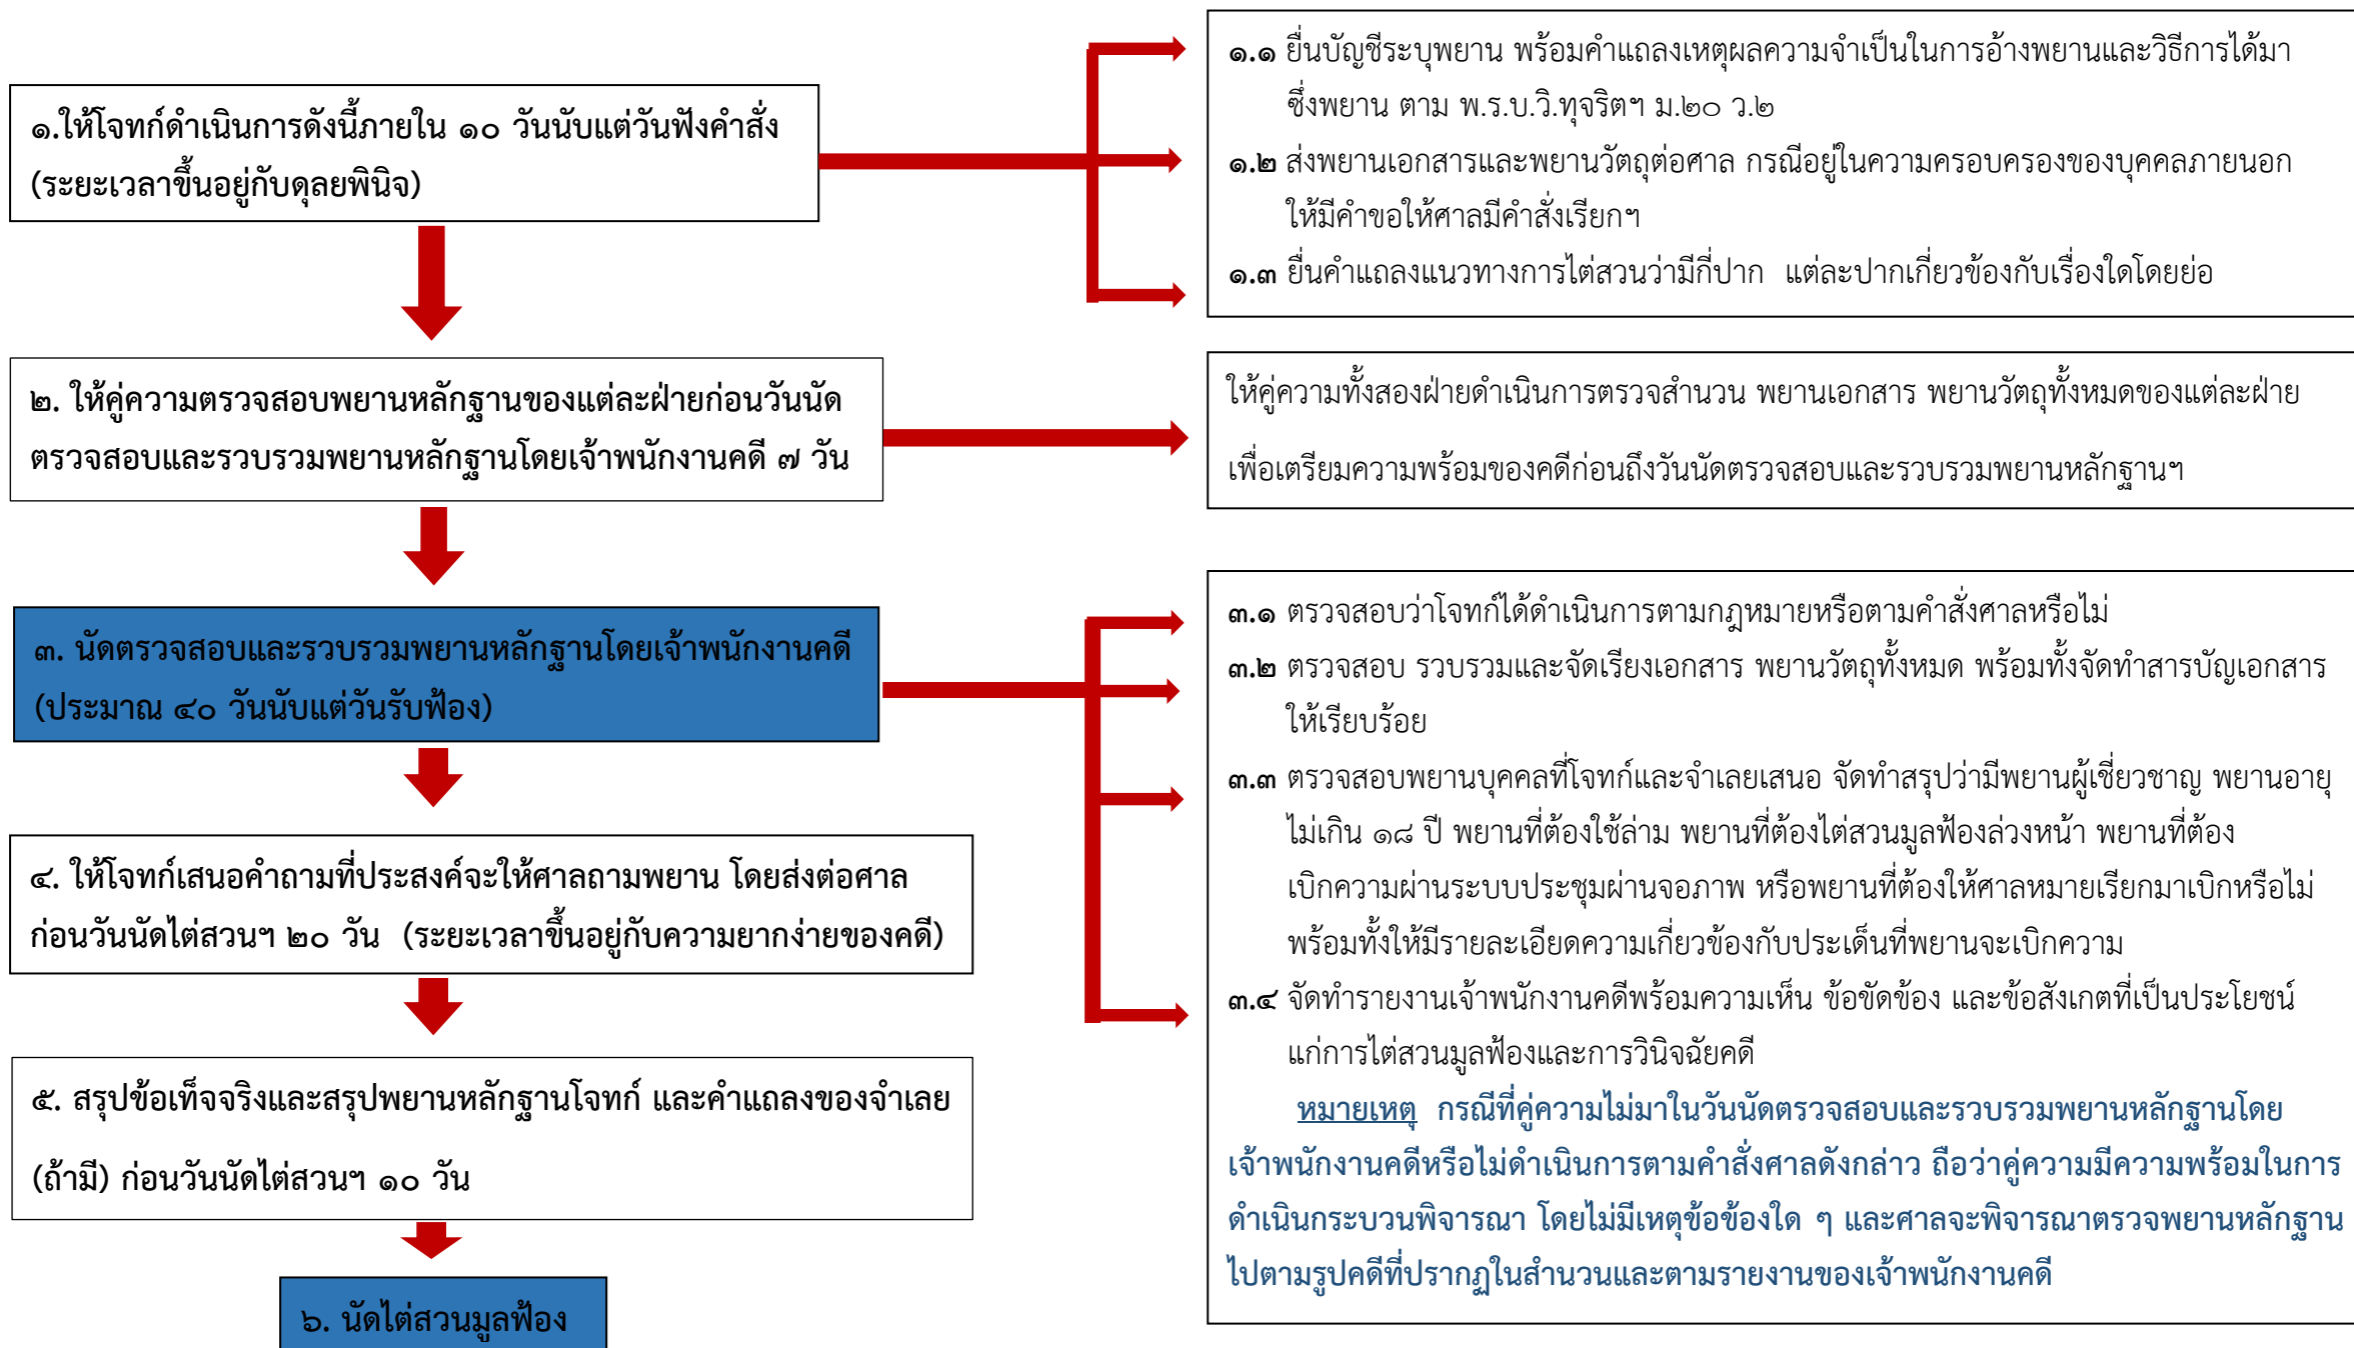 ๑.ให้โจทก์ดำเนินการดังนี้ภายใน ๑๐ วันนับแต่วันฟังคำสั่ง
(ระยะเวลาขึ้นอยู่กับดุลยพินิจ)
๑.๑ ยื่นบัญชีระบุพยาน พร้อมคำแถลงเหตุผลความจำเป็นในการอ้างพยานและวิธีการได้มา
ซึ่งพยาน ตาม พ.ร.บ.วิ.ทุจริตฯ ม.๒๐ ว.๒
๑.๒ ส่งพยานเอกสารและพยานวัตถุต่อศาล กรณีอยู่ในความครอบครองของบุคคลภายนอก
ให้มีคำขอให้ศาลมีคำสั่งเรียกฯ
๑.๓ ยื่นคำแถลงแนวทางการไต่สวนว่ามีกี่ปาก แต่ละปากเกี่ยวข้องกับเรื่องใดโดยย่อ
๒. ให้คู่ความตรวจสอบพยานหลักฐานของแต่ละฝ่ายก่อนวันนัด
ตรวจสอบและรวบรวมพยานหลักฐานโดยเจ้าพนักงานคดี ๗ วัน
ให้คู่ความทั้งสองฝ่ายดำเนินการตรวจสำนวน พยานเอกสาร พยานวัตถุทั้งหมดของแต่ละฝ่าย
เพื่อเตรียมความพร้อมของคดีก่อนถึงวันนัดตรวจสอบและรวบรวมพยานหลักฐานฯ
๓. นัดตรวจสอบและรวบรวมพยานหลักฐานโดยเจ้าพนักงานคดี
(ประมาณ ๔๐ วันนับแต่วันรับฟ้อง)
๓.๑ ตรวจสอบว่าโจทก์ได้ดำเนินการตามกฎหมายหรือตามคำสั่งศาลหรือไม่
๓.๒ ตรวจสอบ รวบรวมและจัดเรียงเอกสาร พยานวัตถุทั้งหมด พร้อมทั้งจัดทำสารบัญเอกสาร
ให้เรียบร้อย
๓.๓ ตรวจสอบพยานบุคคลที่โจทก์และจำเลยเสนอ จัดทำสรุปว่ามีพยานผู้เชี่ยวชาญ พยานอายุ
ไม่เกิน ๑๘ ปี พยานที่ต้องใช้ล่าม พยานที่ต้องไต่สวนมูลฟ้องล่วงหน้า พยานที่ต้อง
เบิกความผ่านระบบประชุมผ่านจอภาพ หรือพยานที่ต้องให้ศาลหมายเรียกมาเบิกหรือไม่
พร้อมทั้งให้มีรายละเอียดความเกี่ยวข้องกับประเด็นที่พยานจะเบิกความ
๓.๔ จัดทำรายงานเจ้าพนักงานคดีพร้อมความเห็น ข้อขัดข้อง และข้อสังเกตที่เป็นประโยชน์
แก่การไต่สวนมูลฟ้องและการวินิจฉัยคดี
หมายเหตุ กรณีที่คู่ความไม่มาในวันนัดตรวจสอบและรวบรวมพยานหลักฐานโดย
เจ้าพนักงานคดีหรือไม่ดำเนินการตามคำสั่งศาลดังกล่าว ถือว่าคู่ความมีความพร้อมในการ
ดำเนินกระบวนพิจารณา โดยไม่มีเหตุข้อข้องใด ๆ และศาลจะพิจารณาตรวจพยานหลักฐาน
ไปตามรูปคดีที่ปรากฏในสำนวนและตามรายงานของเจ้าพนักงานคดี
๔. ให้โจทก์เสนอคำถามที่ประสงค์จะให้ศาลถามพยาน โดยส่งต่อศาล
ก่อนวันนัดไต่สวนฯ ๒๐ วัน (ระยะเวลาขึ้นอยู่กับความยากง่ายของคดี)
๕. สรุปข้อเท็จจริงและสรุปพยานหลักฐานโจทก์ และคำแถลงของจำเลย
(ถ้ามี) ก่อนวันนัดไต่สวนฯ ๑๐ วัน
๖. นัดไต่สวนมูลฟ้อง